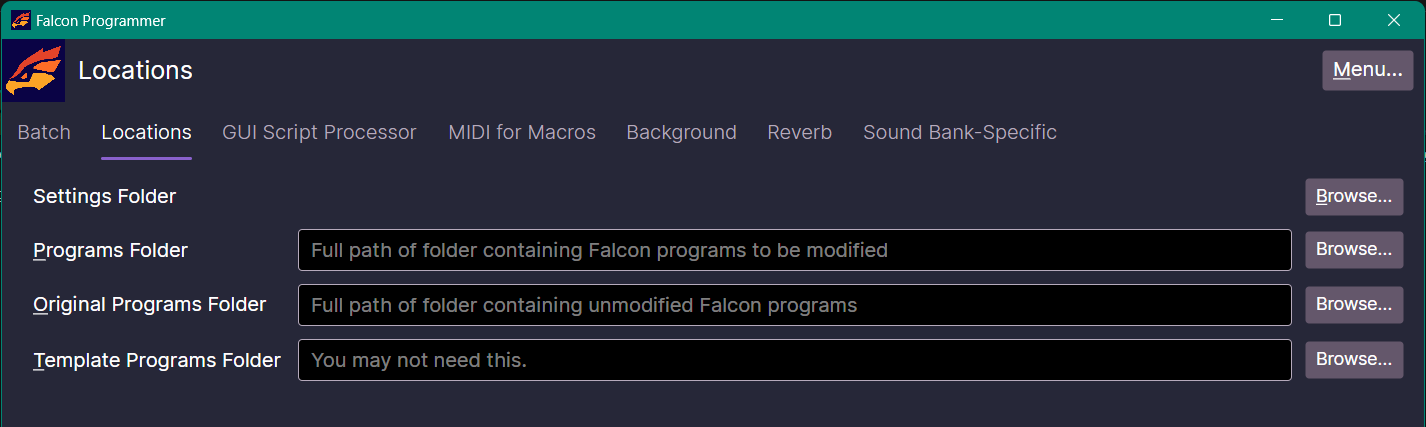 Falcon Programmer
Locations
Menu...
Batch Locations GUI Script Processor MIDI for Macros Background Reverb Sound Bank-Specific
Settings Folder Browse...
Programs Folder Full path of folder containing Falcon programs to be modified Browse...
Original Programs Folder Full path of folder containing unmodified Falcon programs Browse...
Template Programs Folder You may not need this. Browse...